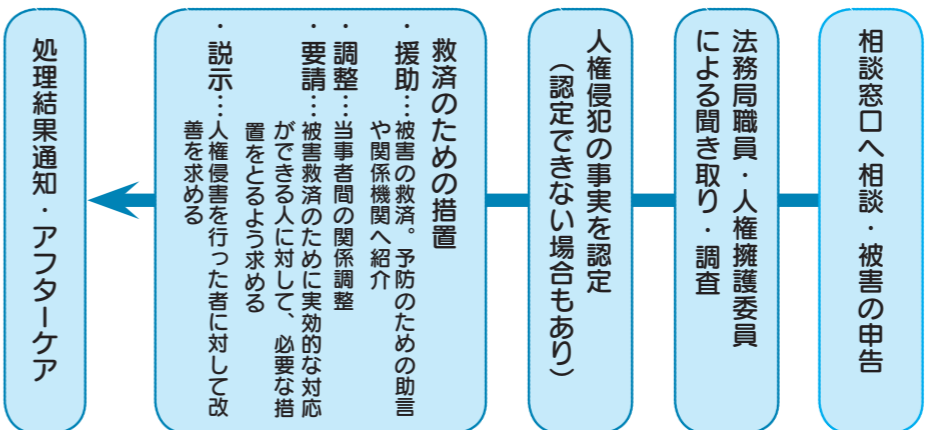 相談窓口へ相談・被害の申告
法務局職員・人権擁護委員
による聞き取り・調査
人権侵犯の事実を認定
（認定できない場合もあり）
救済のための措置
・援助…被害の救済。予防のための助言
や関係機関へ紹介
・調整…当事者間の関係調整
・要請…被害救済のために実効的な対応
ができる人に対して、必要な措
置をとるよう求める
・説示…人権侵害を行った者に対して改
善を求める
処理結果通知・アフターケア